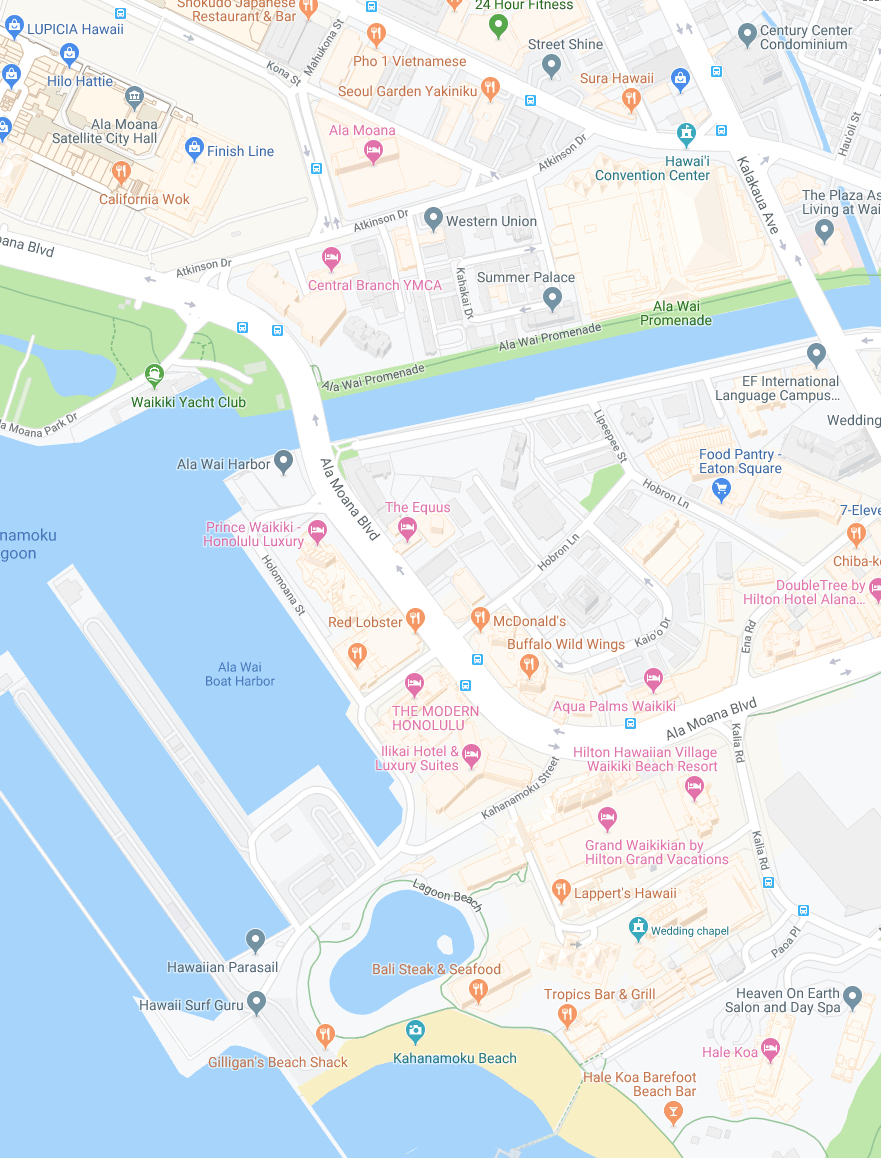 Shokudo Japanese
Restaurant & Bar
24 Hour Fitness
LUPICIA Hawaii
Mahukona St
Century Center
Condominium
Street Shine
Pho 1 Vietnamese
Kona St
Hilo Hattie
Sura Hawaii
Seoul Garden Yakiniku
Ala Moana
Satellite City Hall
Ala Moana
Hau'oli St
Finish Line
Atkinson Dr
Hawai'i
Convention Center
Kalakaua Ave
California Wok
The Plaza As
Living at Wai
Atkinson Dr
Western Union
ana Blvd
Atkinson Dr
Central Branch YMCA
Kahakai Dr
Summer Palace
Ala Wai
Promenade
Ala Wai Promenade
Ala Wai Promenade
EF International
Language Campus...
Waikiki Yacht Club
a Moana Park Dr
Lipeepee St
Wedding
Ala Wai Harbor
Food Pantry -
Eaton Square
Ala Moana Blvd
Hobron Ln
The Equus
7-Eleve
Prince Waikiki -
Honolulu Luxury
namoku
goon
Hobron Ln
Chiba-k
Holomoana St
DoubleTree by
Hilton Hotel Alana...
Red Lobster
McDonald's
Kaio'o Dr
Ena Rd
Buffalo Wild Wings
Ala Wai
Boat Harbor
Aqua Palms Waikiki
THE MODERN
HONOLULU
Ala Moana Blvd
Kalia Rd
Ilikai Hotel &
Luxury Suites
Hilton Hawaiian Village
Waikiki Beach Resort
Kahanamoku Street
Grand Waikikian by
Hilton Grand Vacations
Kalia Rd
Lagoon Beach
Lappert's Hawaii
Wedding chapel
Paoa Pl
Hawaiian Parasail
Bali Steak & Seafood
Hawaii Surf Guru
Tropics Bar & Grill
Heaven On Earth
Salon and Day Spa
Gilligan's Beach Shack
Kahanamoku Beach
Hale Koa
Hale Koa Barefoot
Beach Bar